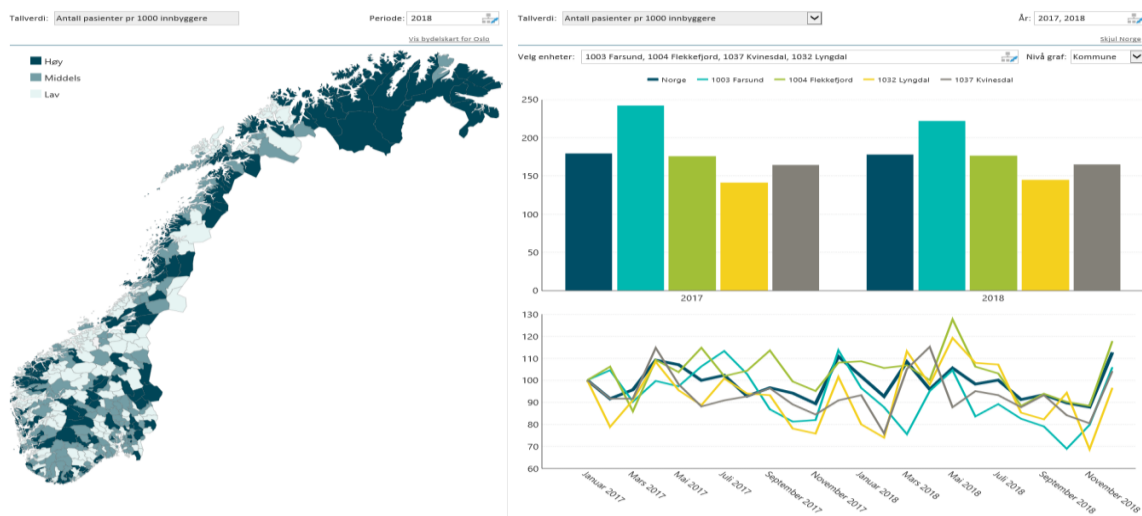 Tallverdi: Antall pasienter pr 1000 innbyggere Periode: 2018
Vis bydelskart for Oslo
Høy
Middels
Lav
Tallverdi: Antall pasienter pr 1000 innbyggere År: 2017, 2018
Skjul Norge
Velg enheter: 1003 Farsund, 1004 Flekkefjord, 1037 Kvinesdal, 1032 Lyngdal Nivå graf: Kommune
Norge 1003 Farsund 1004 Flekkefjord 1032 Lyngdal 1037 Kvinesdal
250
200
150
100
50
0
2017 2018
130
120
110
100
90
80
70
60
Januar 2017 Mars 2017 Mai 2017 Juli 2017 September 2017 November 2017 Januar 2018 Mars 2018 Mai 2018 Juli 2018 September 2018 November 2018